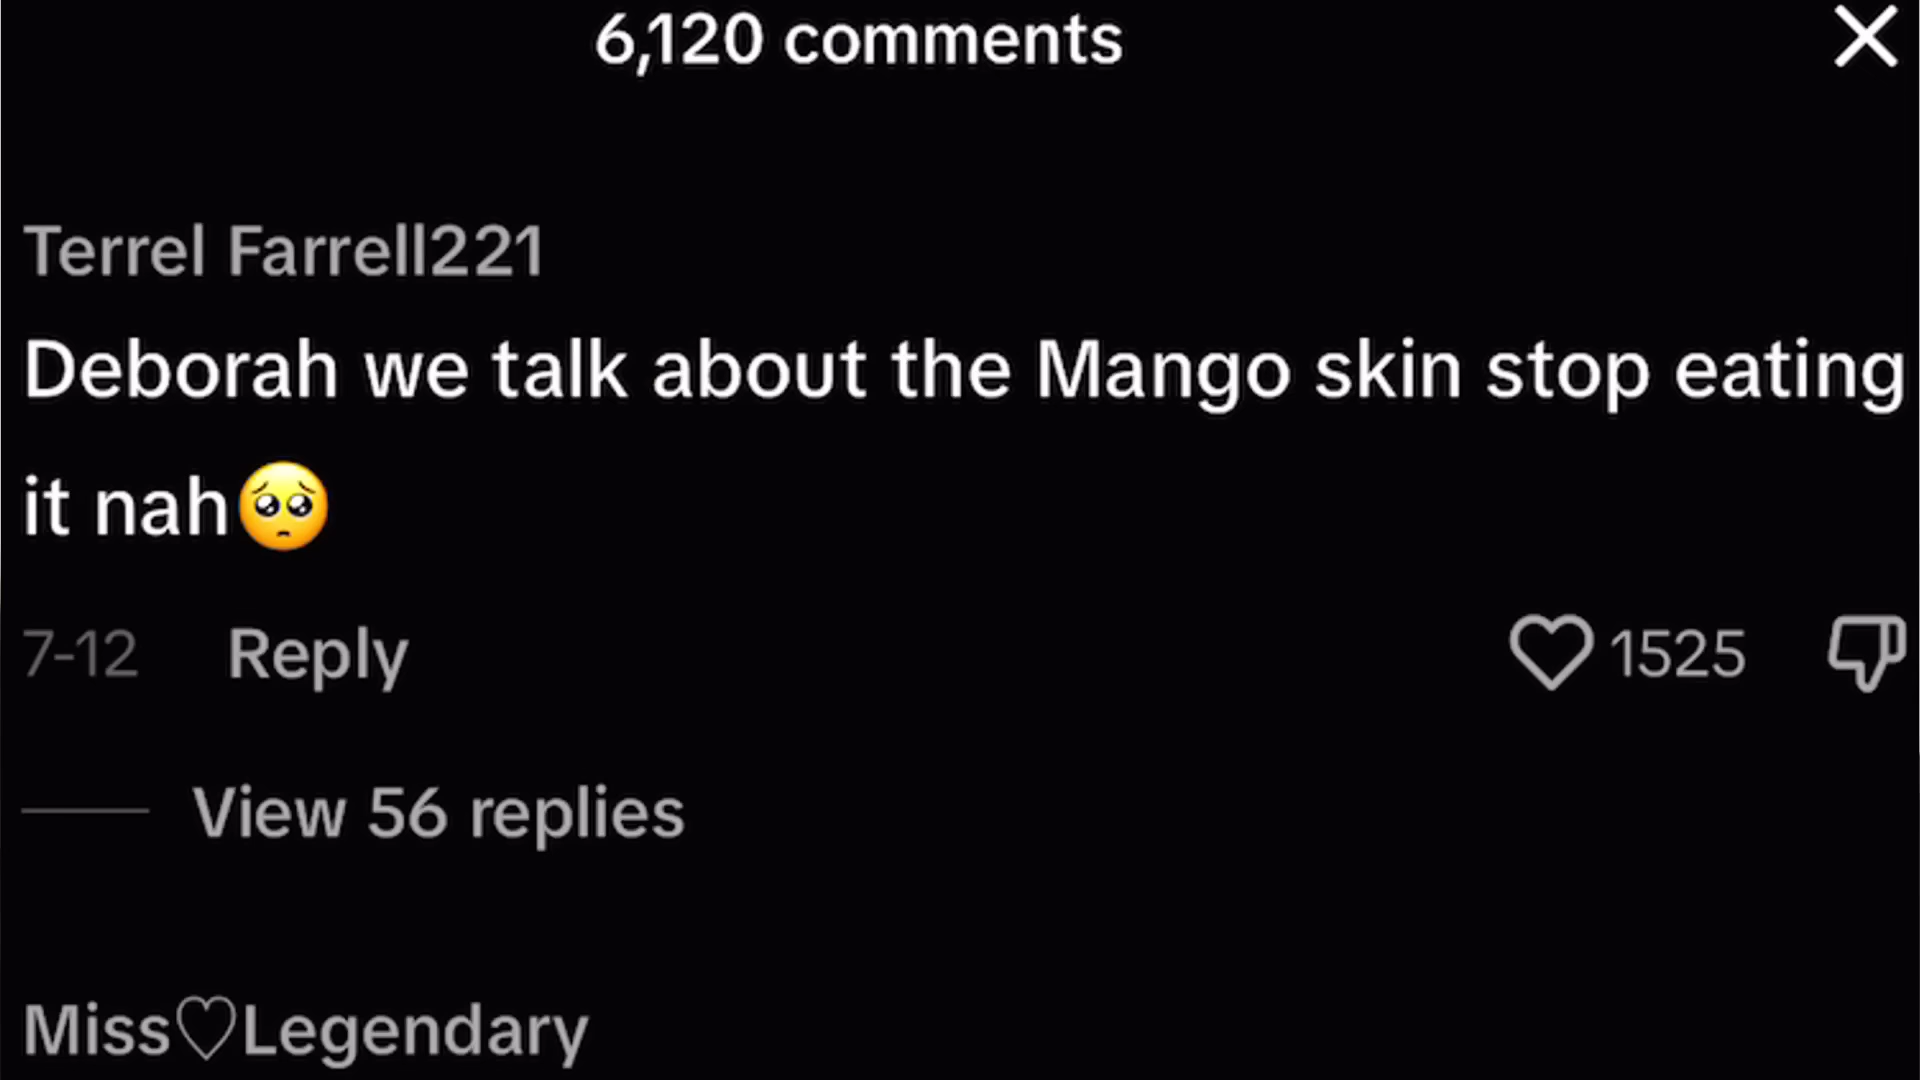 6,120 comments
Terrel Farrell221
Deborah we talk about the Mango skin stop eating
it nah🥺
7-12 Reply 1525
View 56 replies
Miss♡Legendary